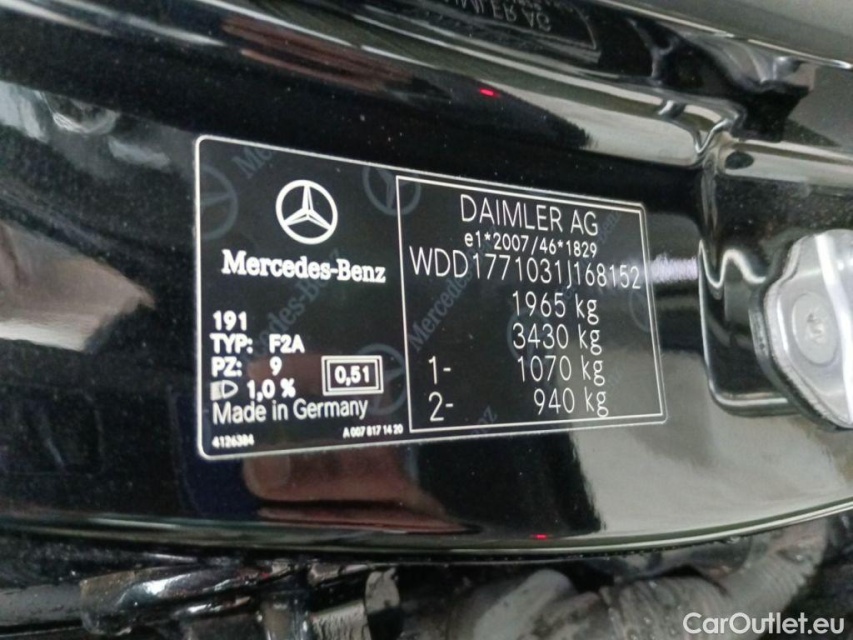 Mercedes-Benz
191
TYP: F2A
PZ: 9
1,0 %
0,51
Made in Germany
4126384
A 007 817 14 20
DAIMLER AG
e1*2007/46*1829
WDD1771031J168152
1965 kg
3430 kg
1- 1070 kg
2- 940 kg
CarOutlet.eu